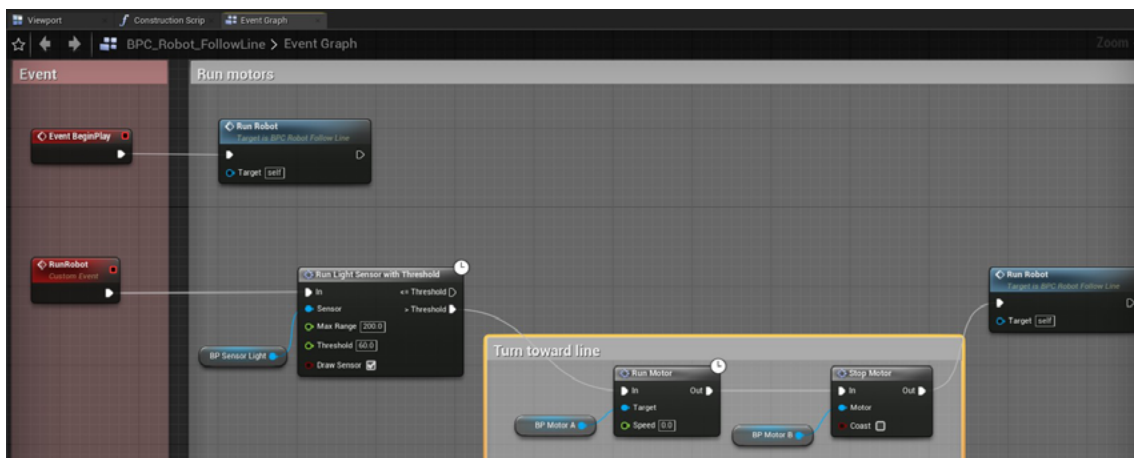 Viewport
Construction Scrip
Event Graph
BPC_Robot_FollowLine > Event Graph
Zoom
Event
Run motors
Event BeginPlay
Run Robot
Target is BPC Robot Follow Line
Target self
RunRobot
Custom Event
Run Light Sensor with Threshold
In <= Threshold
Sensor > Threshold
Max Range 200.0
Threshold 60.0
Draw Sensor
BP Sensor Light
Run Robot
Target is BPC Robot Follow Line
Target self
Turn toward line
Run Motor
In Out
Target
Speed 0.0
BP Motor A
Stop Motor
In Out
Motor
Coast
BP Motor B